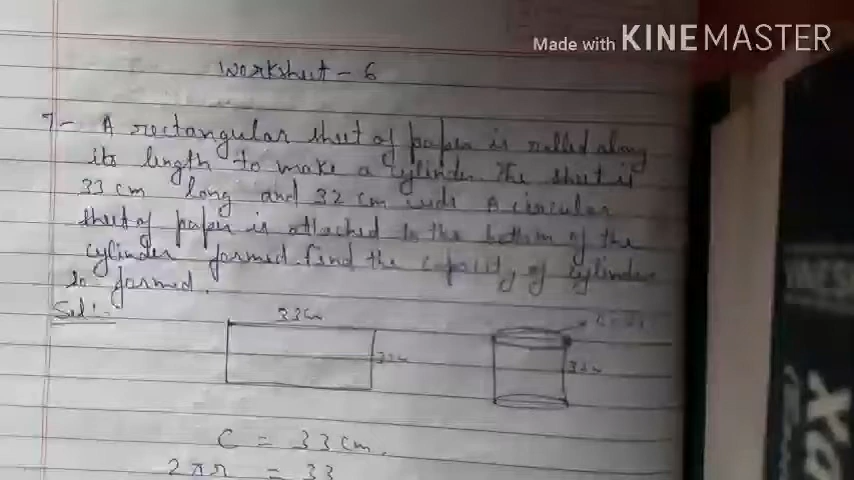 Made with KINEMASTER
Worksheet - 6
7- A rectangular sheet of paper is rolled along
its length to make a cylinder. The sheet is
33 cm long and 32 cm wide A circular
sheet of paper is attached to the bottom of the
cylinder formed. find the capacity of cylinder
so formed.
Sol:-
33cm
C = 33 cm.
2πr = 33